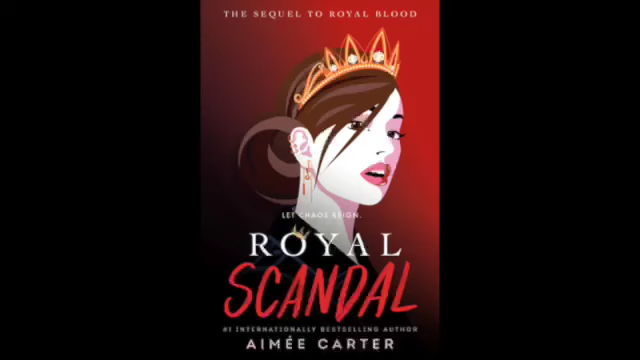 THE SEQUEL TO ROYAL BLOOD
LET CHAOS REIGN.
ROYAL
SCANDAL
#1 INTERNATIONALLY BESTSELLING AUTHOR
AIMÉE CARTER